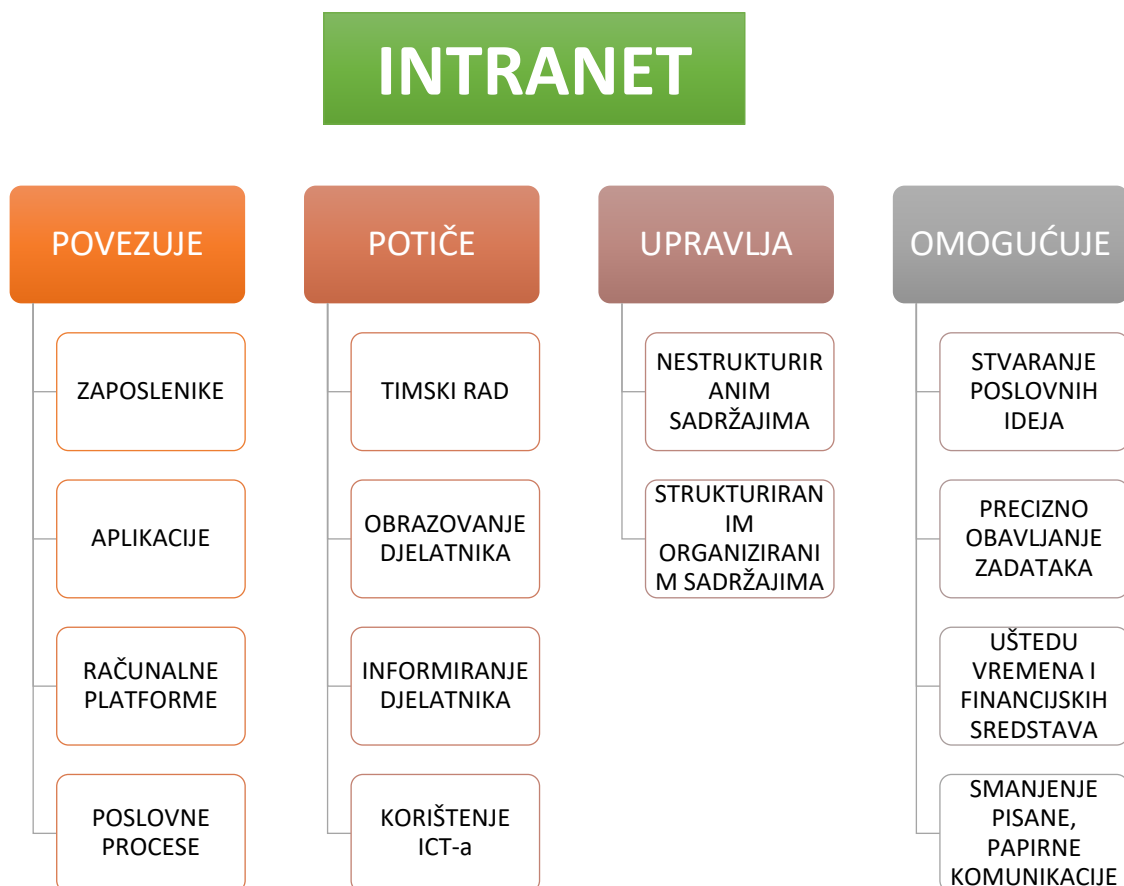 INTRANET
POVEZUJE
ZAPOSLENIKE
APLIKACIJE
RAČUNALNE
PLATFORME
POSLOVNE
PROCESE
POTIČE
TIMSKI RAD
OBRAZOVANJE
DJELATNIKA
INFORMIRANJE
DJELATNIKA
KORIŠTENJE
ICT-a
UPRAVLJA
NESTRUKTURIR
ANIM
SADRŽAJIMA
STRUKTURIRAN
IM
ORGANIZIRANI
M SADRŽAJIMA
OMOGUĆUJE
STVARANJE
POSLOVNIH
IDEJA
PRECIZNO
OBAVLJANJE
ZADATAKA
UŠTEDU
VREMENA I
FINANCIJSKIH
SREDSTAVA
SMANJENJE
PISANE,
PAPIRNE
KOMUNIKACIJE